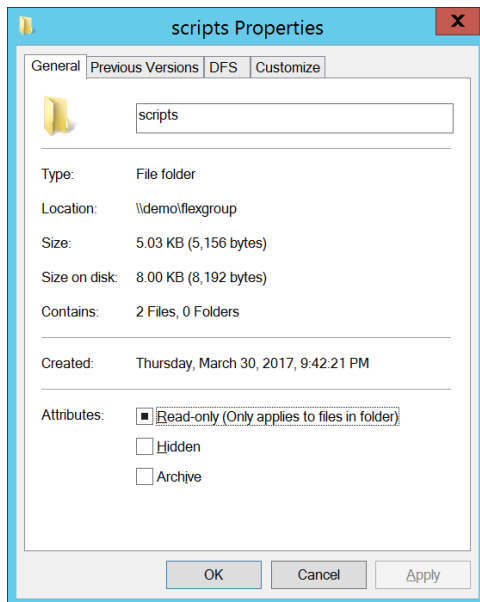 scripts Properties
X
General Previous Versions DFS Customize
scripts
Type: File folder
Location: \\demo\flexgroup
Size: 5.03 KB (5,156 bytes)
Size on disk: 8.00 KB (8,192 bytes)
Contains: 2 Files, 0 Folders
Created: Thursday, March 30, 2017, 9:42:21 PM
Attributes: Read-only (Only applies to files in folder)
Hidden
Archive
OK Cancel Apply